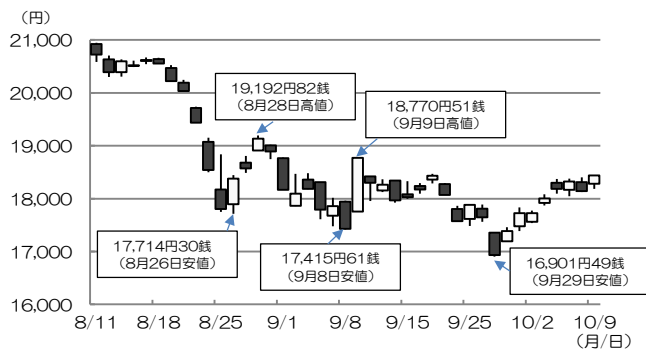 （円）
21,000
20,000
19,000
18,000
17,000
16,000
19,192円82銭
（8月28日高値）
18,770円51銭
（9月9日高値）
17,714円30銭
（8月26日安値）
17,415円61銭
（9月8日安値）
16,901円49銭
（9月29日安値）
8/11 8/18 8/25 9/1 9/8 9/15 9/25 10/2 10/9
（月/日）